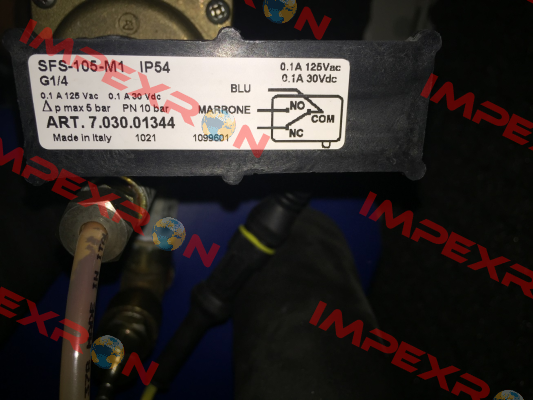 SFS-105-M1 IP54
G1/4
0.1 A 125 Vac 0.1 A 30 Vdc
Δ p max 5 bar PN 10 bar
ART. 7.030.01344
Made in Italy 1021 1099601
0.1A 125Vac
0.1A 30Vdc
BLU
MARRONE
NO
COM
NC
IMPEXRON
IMPEXRON
IMPEXRON
IMPEXRON
IMPEXRON